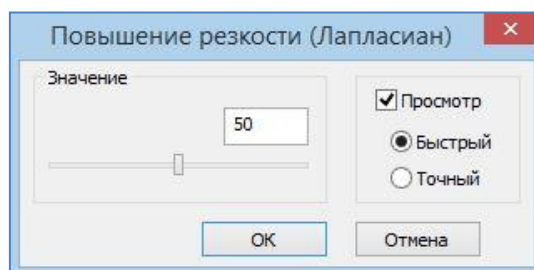 Повышение резкости (Лапласиан)
Значение
50
Просмотр
Быстрый
Точный
OK
Отмена